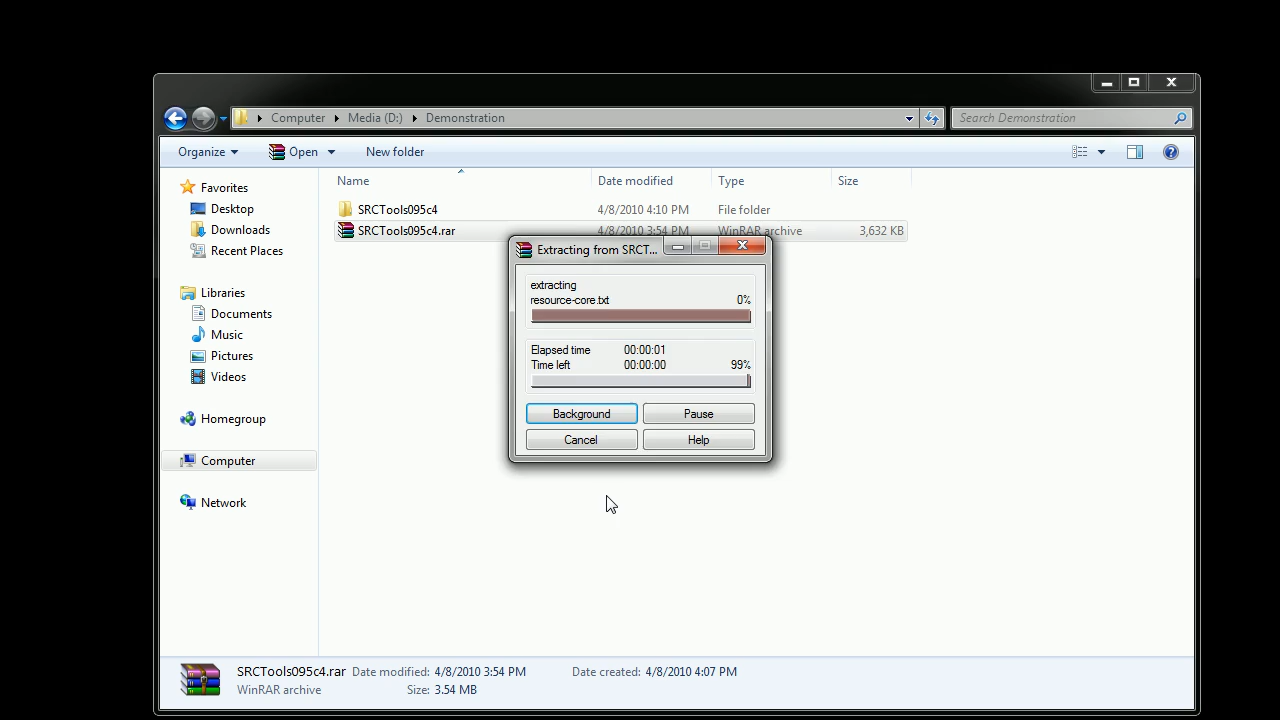 Computer Media (D:) Demonstration Search Demonstration
Organize Open New folder
Name Date modified Type Size
SRCTools095c4 4/8/2010 4:10 PM File folder
SRCTools095c4.rar 4/8/2010 3:54 PM WinRAR archive 3,632 KB
Favorites
Desktop
Downloads
Recent Places
Libraries
Documents
Music
Pictures
Videos
Homegroup
Computer
Network
Extracting from SRCT...
extracting
resource-core.txt 0%
Elapsed time 00:00:01
Time left 00:00:00 99%
Background Pause
Cancel Help
SRCTools095c4.rar Date modified: 4/8/2010 3:54 PM Date created: 4/8/2010 4:07 PM
WinRAR archive Size: 3.54 MB